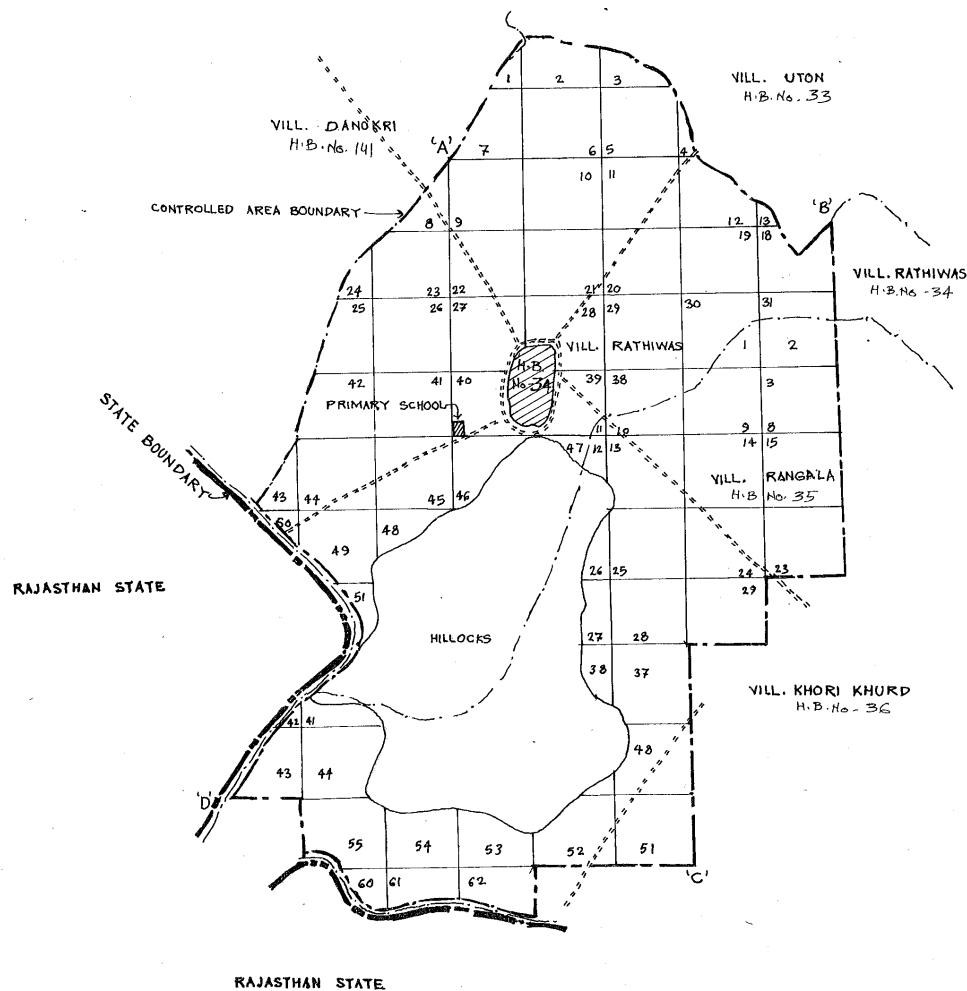 1 2 3
VILL. UTON
H.B.No. 33
VILL. DANOKRI
H.B.No. 141
'A' 7 6 5 4
10 11
CONTROLLED AREA BOUNDARY
8 9 12 13 'B'
19 18
VILL. RATHIWAS
H.B.No -34
24 23 22 21 20
25 26 27 28 29 30 31
VILL. RATHIWAS 1 2
H.B.
No-34
42 41 40 39 38 3
PRIMARY SCHOOL
11 10 9 8
47 12 13 14 15
STATE BOUNDARY
VILL. RANGALA
H.B No. 35
43 44 45 46
50 48
49
26 25 24 23
29
RAJASTHAN STATE
51
HILLOCKS
27 28
38 37
VILL. KHORI KHURD
H.B.No - 36
42 41
48
43 44
'D'
55 54 53 52 51
'C'
60 61 62
RAJASTHAN STATE